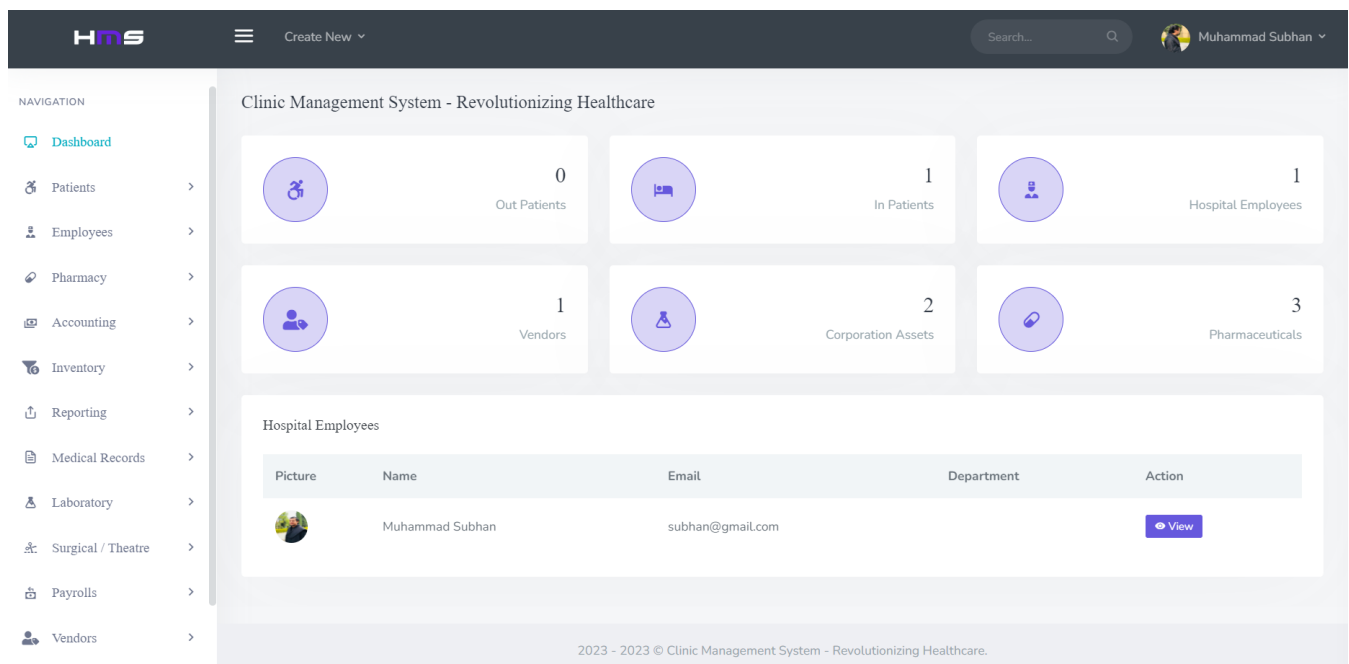 HMS
Create New
Search...
Muhammad Subhan
NAVIGATION
Dashboard
Patients
Employees
Pharmacy
Accounting
Inventory
Reporting
Medical Records
Laboratory
Surgical / Theatre
Payrolls
Vendors
Clinic Management System - Revolutionizing Healthcare
0
Out Patients
1
In Patients
1
Hospital Employees
1
Vendors
2
Corporation Assets
3
Pharmaceuticals
Hospital Employees
Picture Name Email Department Action
Muhammad Subhan subhan@gmail.com View
2023 - 2023 © Clinic Management System - Revolutionizing Healthcare.